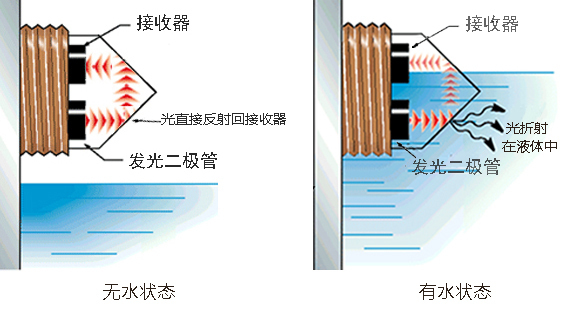 接收器
光直接反射回接收器
发光二极管
无水状态
接收器
光折射
在液体中
发光二极管
有水状态